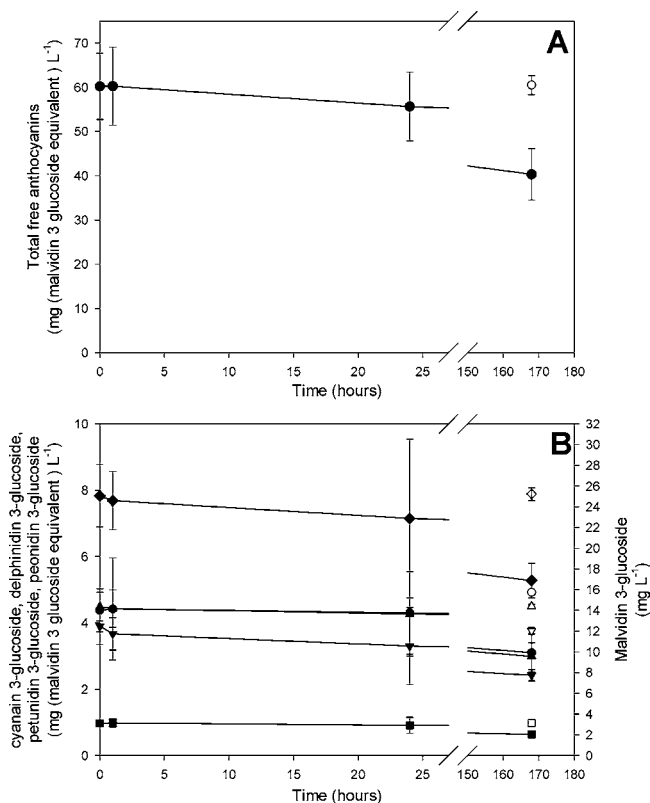 A
Total free anthocyanins
(mg (malvidin 3 glucoside equivalent ) L-1)
80
70
60
50
40
30
20
10
0
0 5 10 15 20 25 150 160 170 180
Time (hours)
B
cyanain 3-glucoside, delphinidin 3-glucoside,
petunidin 3-glucoside, peonidin 3-glucoside
(mg (malvidin 3 glucoside equivalent ) L-1)
10
8
6
4
2
0
32
30
28
26
24
22
20
18
16
14
12
10
8
6
4
2
0
Malvidin 3-glucoside
(mg L-1)
0 5 10 15 20 25 150 160 170 180
Time (hours)